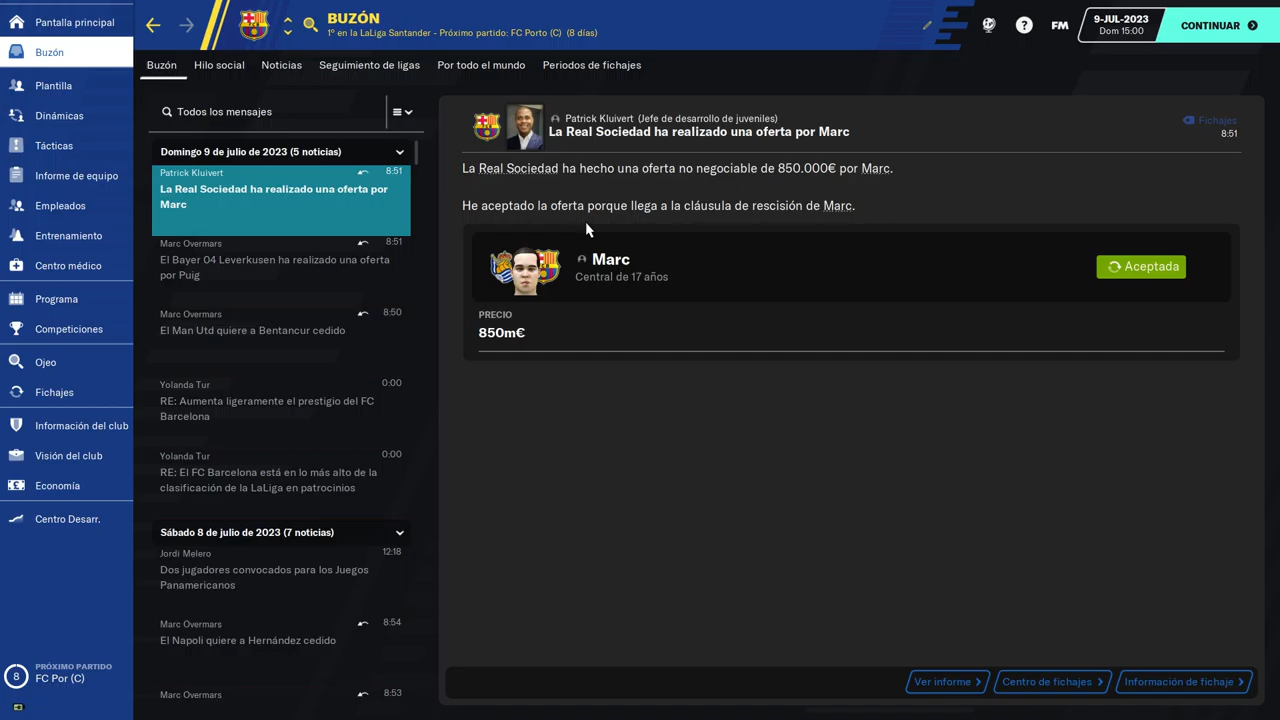 Pantalla principal
Buzón
Plantilla
Dinámicas
Tácticas
Informe de equipo
Empleados
Entrenamiento
Centro médico
Programa
Competiciones
Ojeo
Fichajes
Información del club
Visión del club
Economía
Centro Desarr.
8
PRÓXIMO PARTIDO
FC Por (C)
BUZÓN
1º en la LaLiga Santander - Próximo partido: FC Porto (C) (8 días)
FM
9-JUL-2023
Dom 15:00
CONTINUAR
Buzón
Hilo social
Noticias
Seguimiento de ligas
Por todo el mundo
Periodos de fichajes
Todos los mensajes
Domingo 9 de julio de 2023 (5 noticias)
Patrick Kluivert 8:51
La Real Sociedad ha realizado una oferta por
Marc
Marc Overmars 8:51
El Bayer 04 Leverkusen ha realizado una oferta
por Puig
Marc Overmars 8:50
El Man Utd quiere a Bentancur cedido
Yolanda Tur 0:00
RE: Aumenta ligeramente el prestigio del FC
Barcelona
Yolanda Tur 0:00
RE: El FC Barcelona está en lo más alto de la
clasificación de la LaLiga en patrocinios
Sábado 8 de julio de 2023 (7 noticias)
Jordi Melero 12:18
Dos jugadores convocados para los Juegos
Panamericanos
Marc Overmars 8:54
El Napoli quiere a Hernández cedido
Marc Overmars 8:53
Patrick Kluivert (Jefe de desarrollo de juveniles)
La Real Sociedad ha realizado una oferta por Marc
Fichajes
8:51
La Real Sociedad ha hecho una oferta no negociable de 850.000€ por Marc.
He aceptado la oferta porque llega a la cláusula de rescisión de Marc.
Marc
Central de 17 años
Aceptada
PRECIO
850m€
Ver informe
Centro de fichajes
Información de fichaje